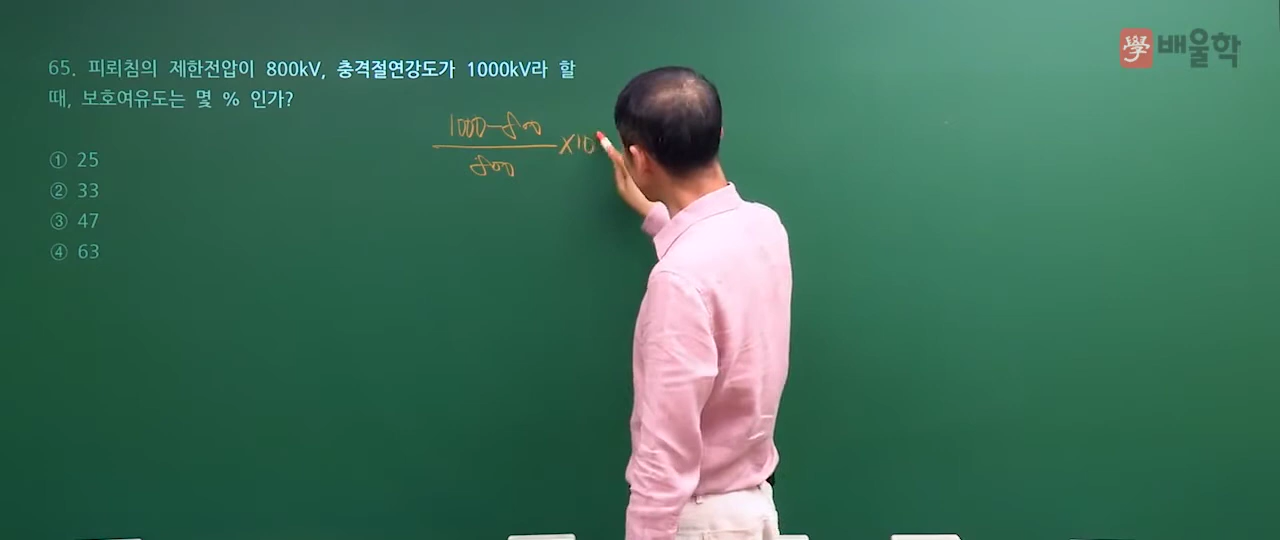 學 배울학
65. 피뢰침의 제한전압이 800kV, 충격절연강도가 1000kV라 할
때, 보호여유도는 몇 % 인가?
1000-800
800
×10
① 25
② 33
③ 47
④ 63